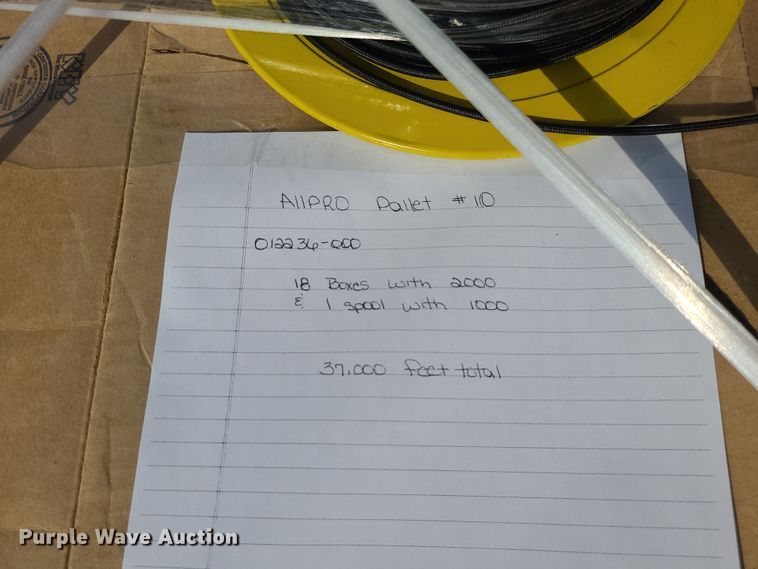 AllPRO Pallet #10
012236-000
18 Boxes with 2000
& 1 spool with 1000
37,000 feet total
Purple Wave Auction